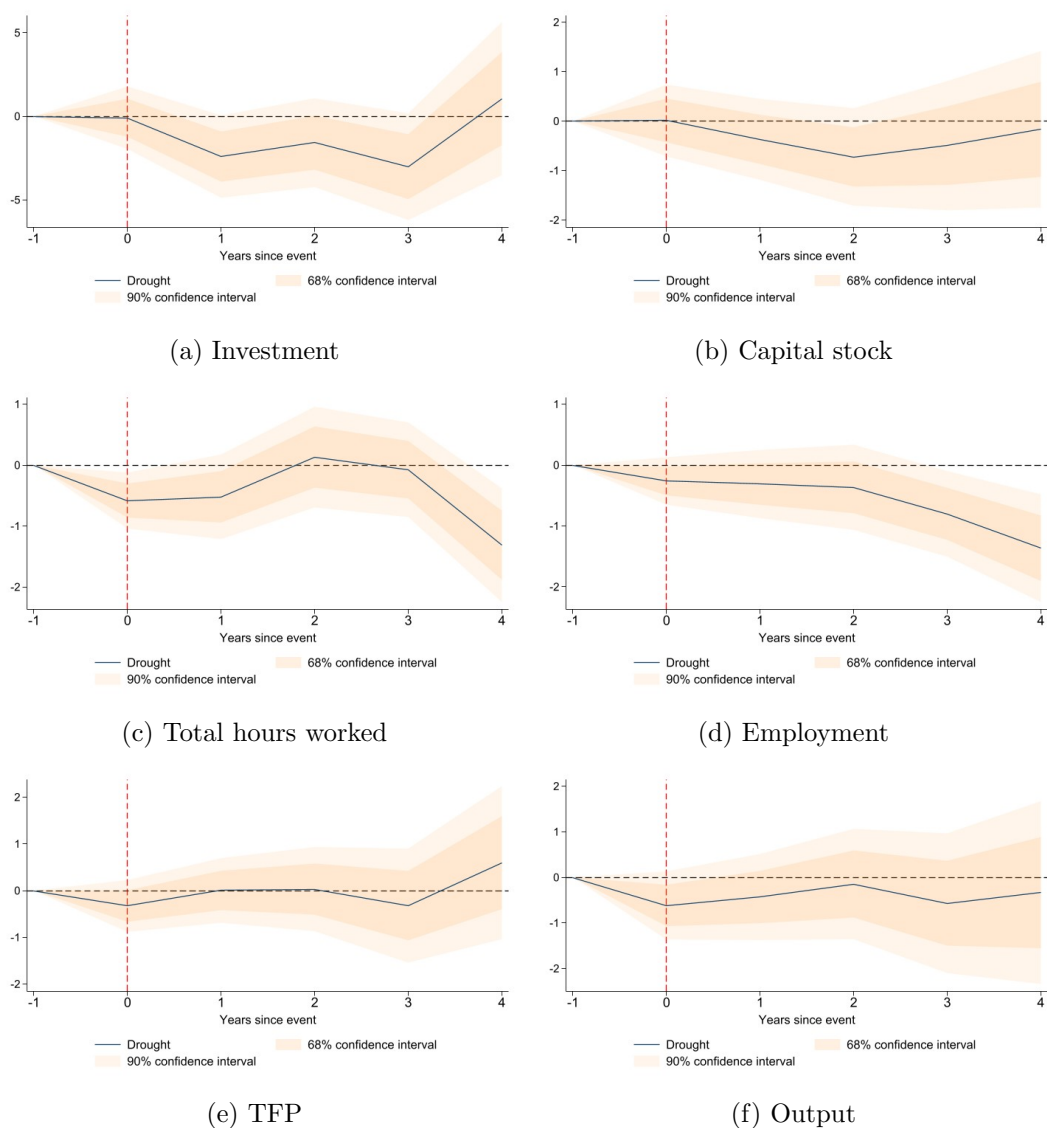 5
0
-5
-1 0 1 2 3 4
Years since event
Drought 68% confidence interval
90% confidence interval
(a) Investment
2
1
0
-1
-2
-1 0 1 2 3 4
Years since event
Drought 68% confidence interval
90% confidence interval
(b) Capital stock
1
0
-1
-2
-1 0 1 2 3 4
Years since event
Drought 68% confidence interval
90% confidence interval
(c) Total hours worked
1
0
-1
-2
-1 0 1 2 3 4
Years since event
Drought 68% confidence interval
90% confidence interval
(d) Employment
2
1
0
-1
-2
-1 0 1 2 3 4
Years since event
Drought 68% confidence interval
90% confidence interval
(e) TFP
2
1
0
-1
-2
-1 0 1 2 3 4
Years since event
Drought 68% confidence interval
90% confidence interval
(f) Output